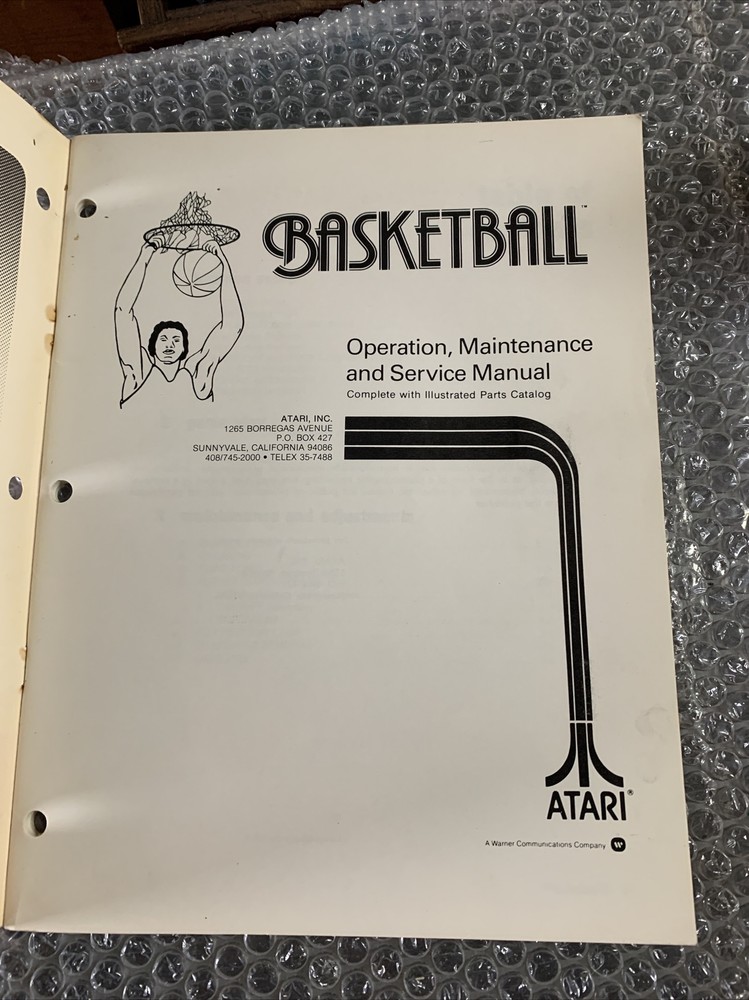 BASKETBALL™
Operation, Maintenance
and Service Manual
Complete with Illustrated Parts Catalog
ATARI, INC.
1265 BORREGAS AVENUE
P.O. BOX 427
SUNNYVALE, CALIFORNIA 94086
408/745-2000 • TELEX 35-7488
ATARI®
A Warner Communications Company